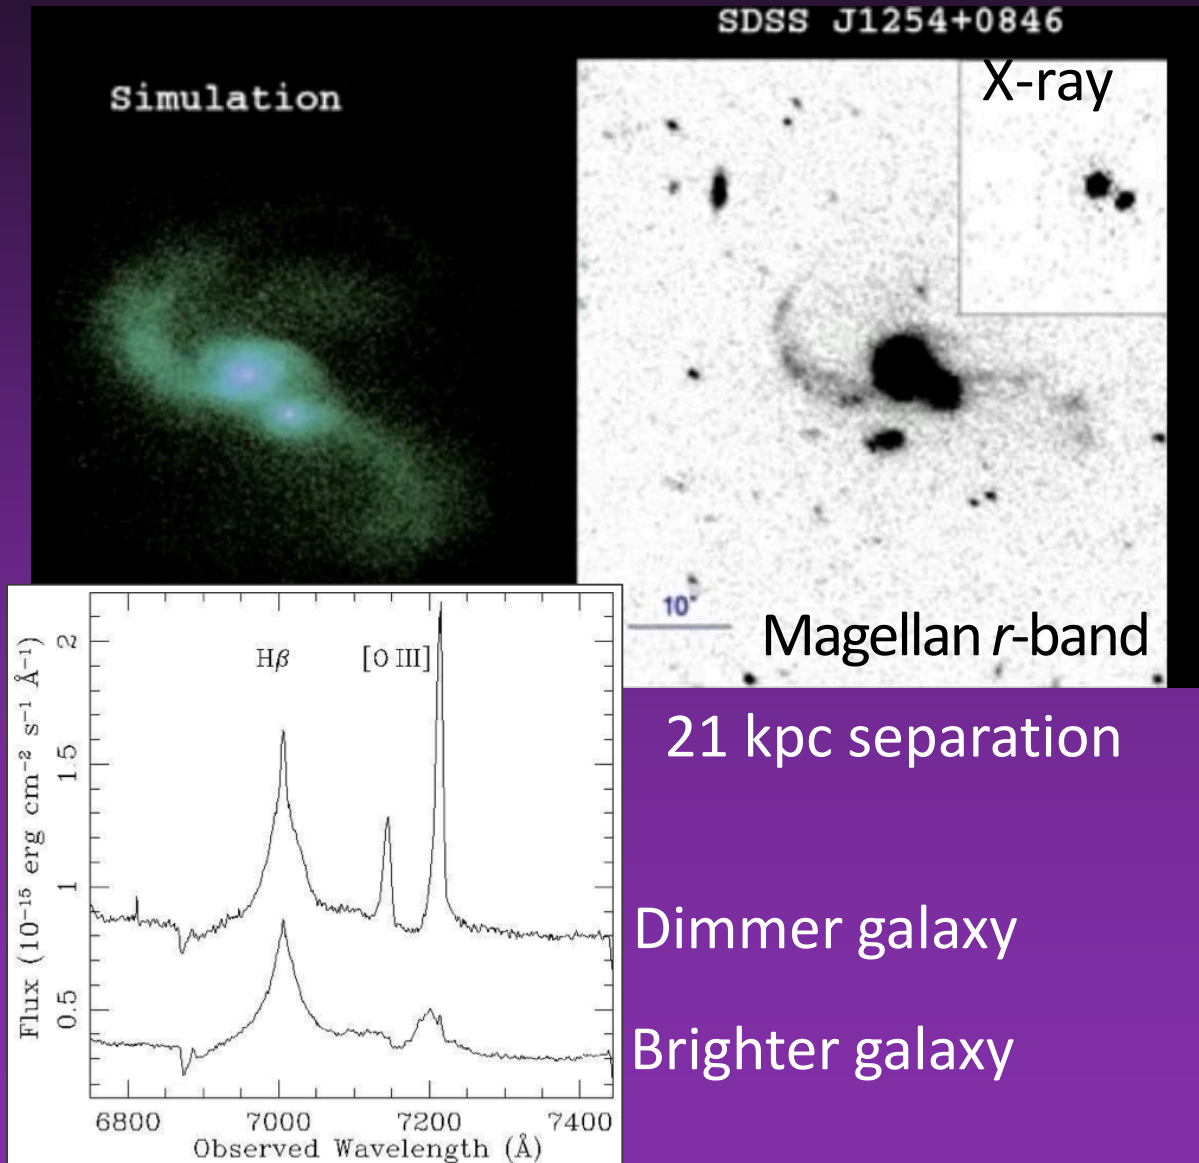 SDSS J1254+0846
Simulation
X-ray
10"
Magellan r-band
21 kpc separation
Dimmer galaxy
Brighter galaxy
Hβ
[O III]
Flux (10⁻¹⁵ erg cm⁻² s⁻¹ Å⁻¹)
2
1.5
1
0.5
6800 7000 7200 7400
Observed Wavelength (Å)